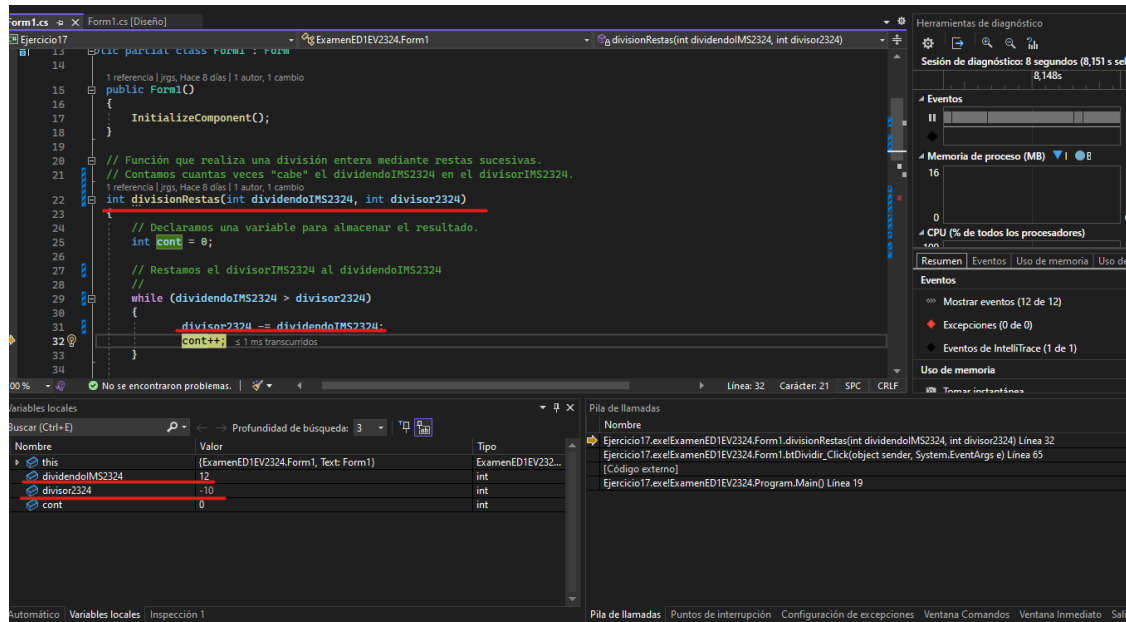 Form1.cs Form1.cs [Diseño]
Ejercicio17 ExamenED1EV2324.Form1 divisionRestas(int dividendoIMS2324, int divisor2324)
13 partial class Form1 : Form
14
1 referencia | jrgs, Hace 8 días | 1 autor, 1 cambio
15 public Form1()
16 {
17 InitializeComponent();
18 }
19
20 // Función que realiza una división entera mediante restas sucesivas.
21 // Contamos cuantas veces "cabe" el dividendoIMS2324 en el divisorIMS2324.
1 referencia | jrgs, Hace 8 días | 1 autor, 1 cambio
22 int divisionRestas(int dividendoIMS2324, int divisor2324)
23 {
24 // Declaramos una variable para almacenar el resultado.
25 int cont = 0;
26
27 // Restamos el divisorIMS2324 al dividendoIMS2324
28 //
29 while (dividendoIMS2324 > divisor2324)
30 {
31 divisor2324 -= dividendoIMS2324;
32 cont++; ≤ 1 ms transcurridos
33 }
34
00 % No se encontraron problemas. Línea: 32 Carácter: 21 SPC CRLF
Herramientas de diagnóstico
Sesión de diagnóstico: 8 segundos (8,151 s sel
8,148s
Eventos
Memoria de proceso (MB)
16
0
CPU (% de todos los procesadores)
100
Resumen Eventos Uso de memoria Uso de
Eventos
Mostrar eventos (12 de 12)
Excepciones (0 de 0)
Eventos de IntelliTrace (1 de 1)
Uso de memoria
Tomar instantánea
Variables locales
Buscar (Ctrl+E) Profundidad de búsqueda: 3
Nombre Valor Tipo
this {ExamenED1EV2324.Form1, Text: Form1} ExamenED1EV232...
dividendoIMS2324 12 int
divisor2324 -10 int
cont 0 int
Automático Variables locales Inspección 1
Pila de llamadas
Nombre
Ejercicio17.exe!ExamenED1EV2324.Form1.divisionRestas(int dividendoIMS2324, int divisor2324) Línea 32
Ejercicio17.exe!ExamenED1EV2324.Form1.btDividir_Click(object sender, System.EventArgs e) Línea 65
[Código externo]
Ejercicio17.exe!ExamenED1EV2324.Program.Main() Línea 19
Pila de llamadas Puntos de interrupción Configuración de excepciones Ventana Comandos Ventana Inmediato Sali